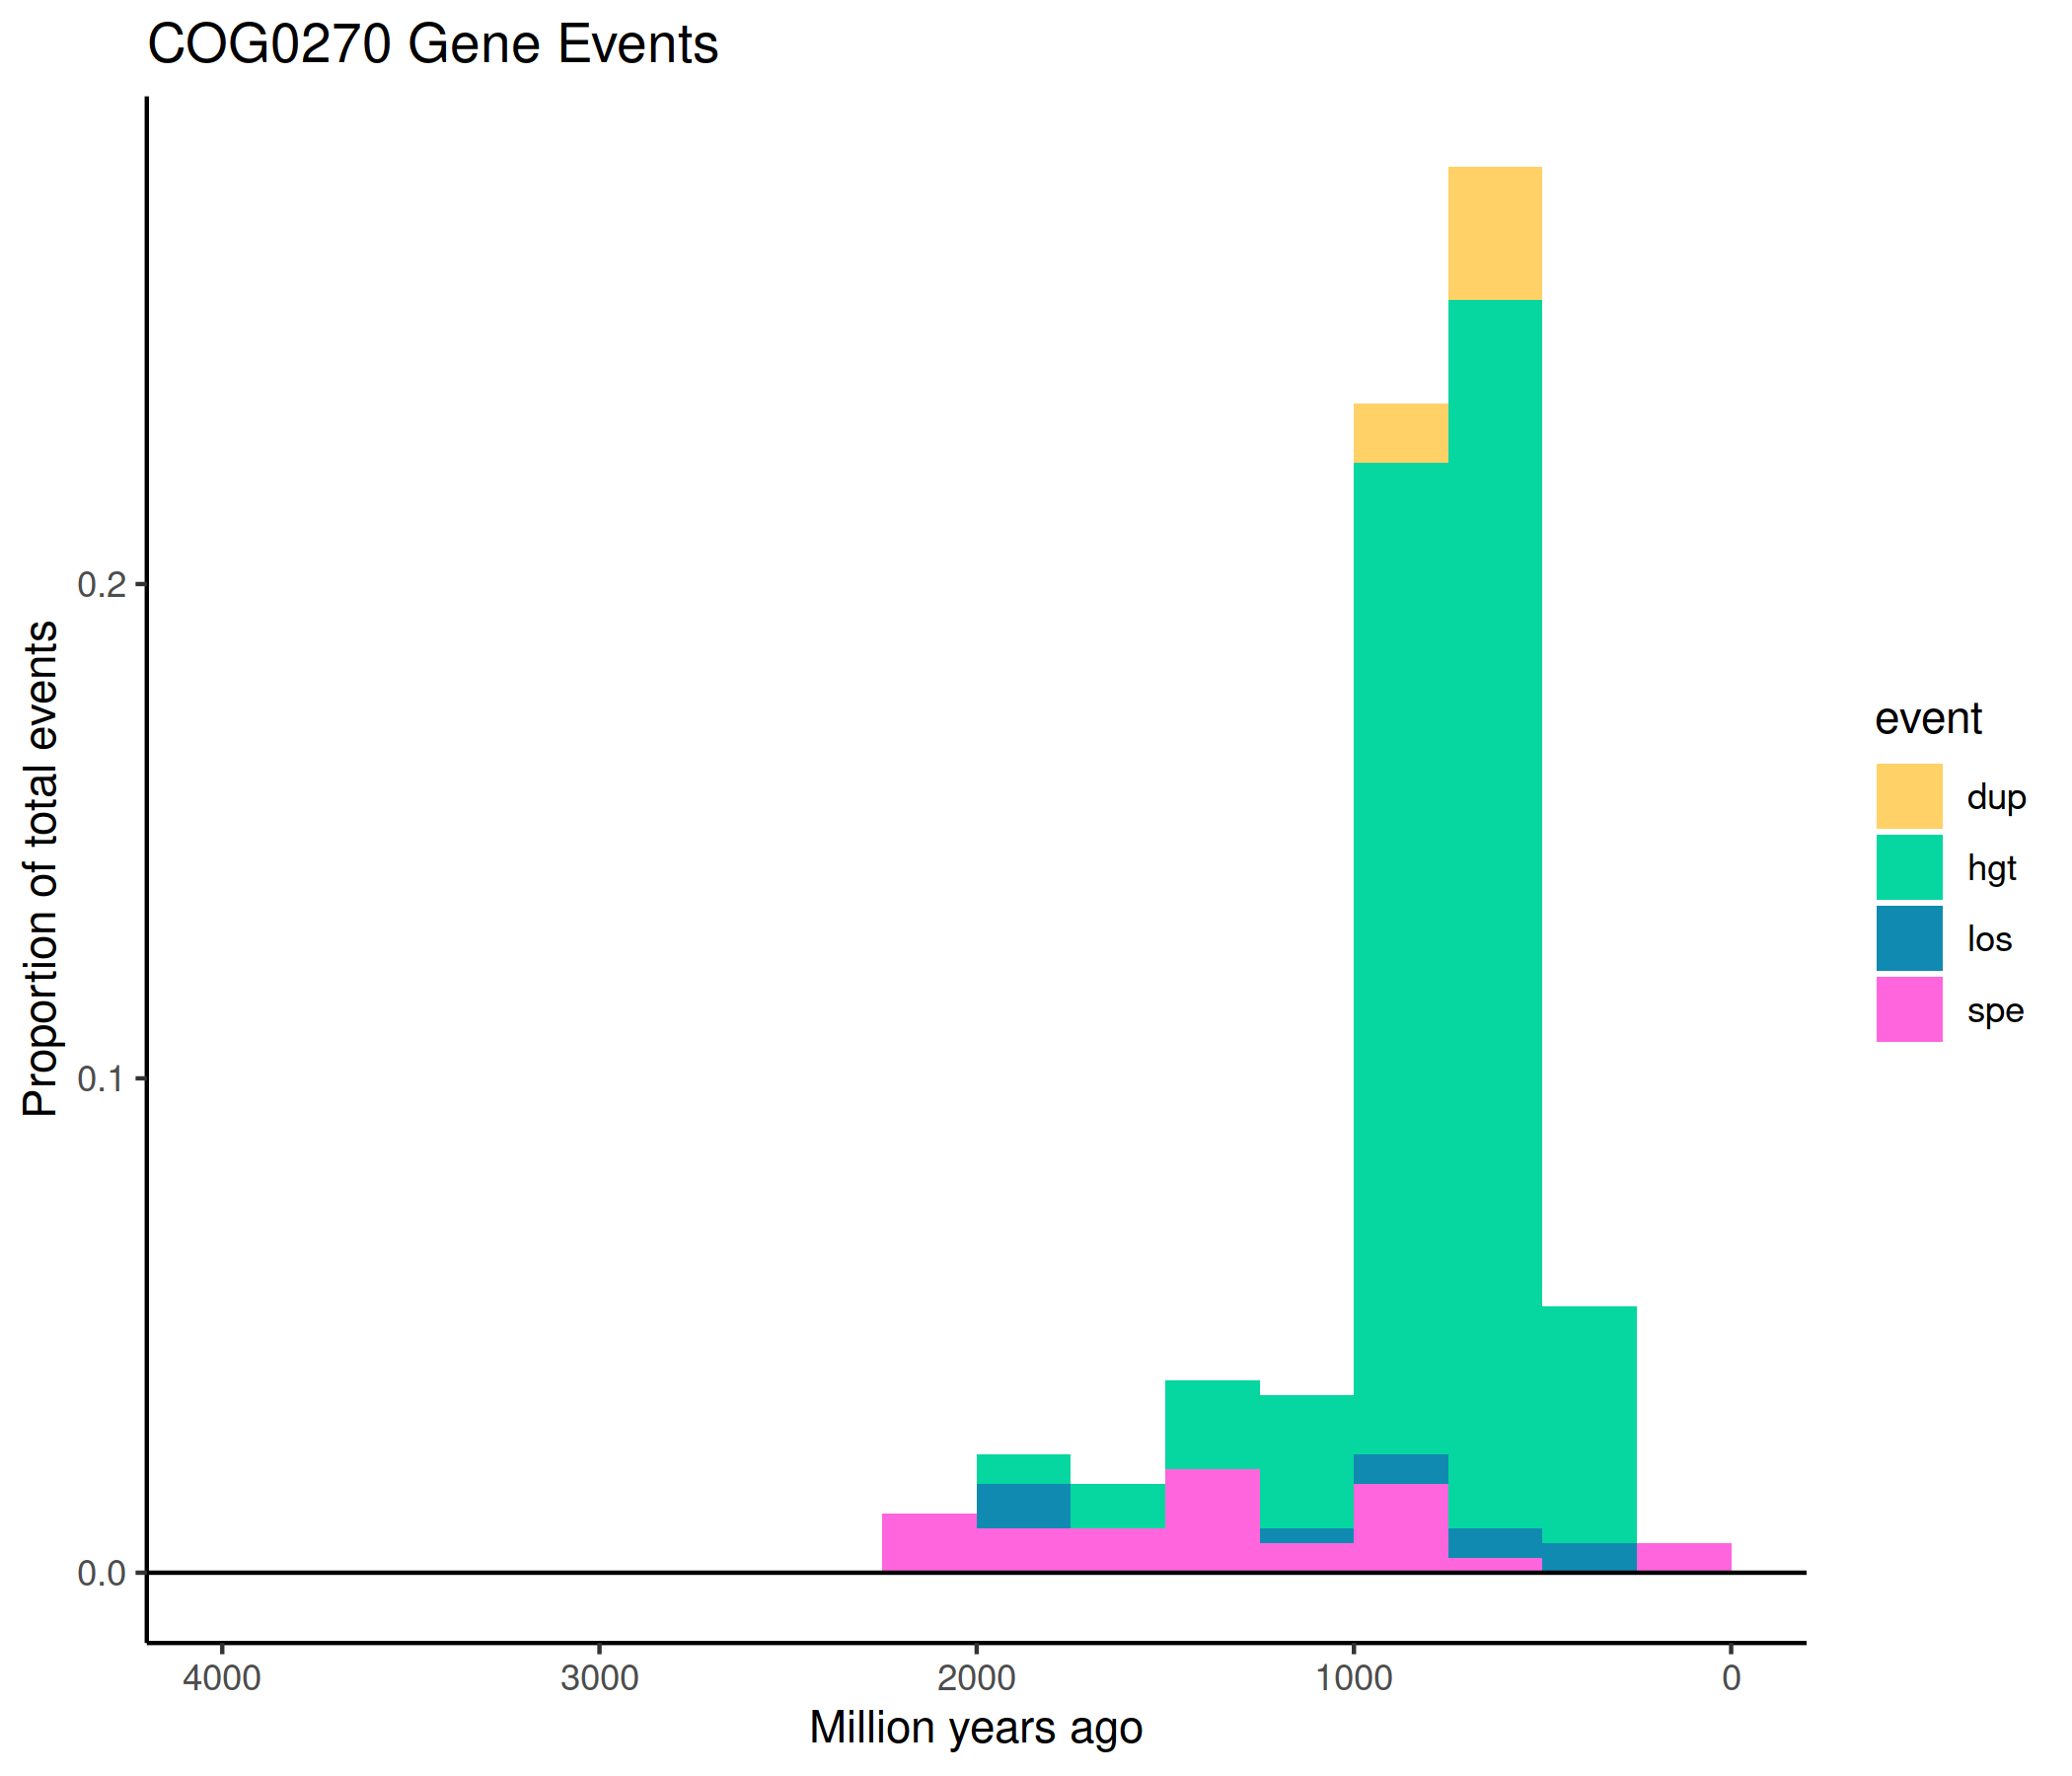 COG0270 Gene Events
Proportion of total events
0.2
0.1
0.0
4000
3000
2000
1000
0
Million years ago
event
dup
hgt
los
spe